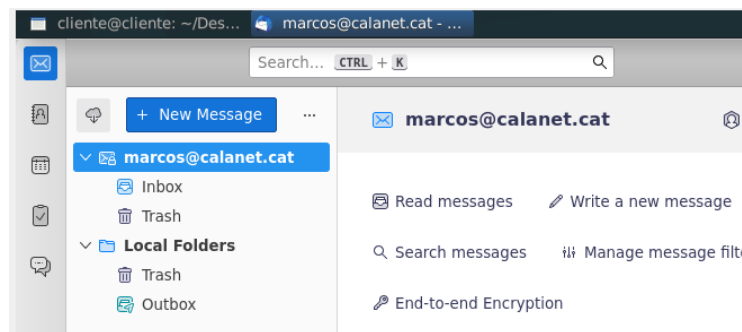 cliente@cliente: ~/Des... marcos@calanet.cat - ...
Search... CTRL + K
+ New Message ...
marcos@calanet.cat
Inbox
Trash
Local Folders
Trash
Outbox
marcos@calanet.cat
Read messages Write a new message
Search messages Manage message filte
End-to-end Encryption